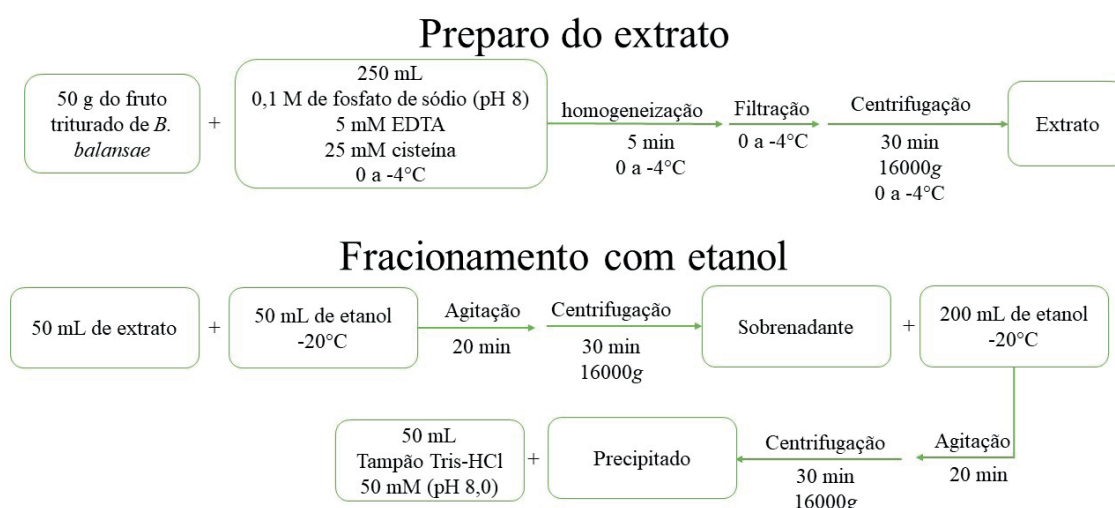 Preparo do extrato
50 g do fruto
triturado de B.
balansae
+
250 mL
0,1 M de fosfato de sódio (pH 8)
5 mM EDTA
25 mM cisteína
0 a -4°C
homogeneização
5 min
0 a -4°C
Filtração
0 a -4°C
Centrifugação
30 min
16000g
0 a -4°C
Extrato
Fracionamento com etanol
50 mL de extrato
+
50 mL de etanol
-20°C
Agitação
20 min
Centrifugação
30 min
16000g
Sobrenadante
+
200 mL de etanol
-20°C
Agitação
20 min
Centrifugação
30 min
16000g
Precipitado
+
50 mL
Tampão Tris-HCl
50 mM (pH 8,0)